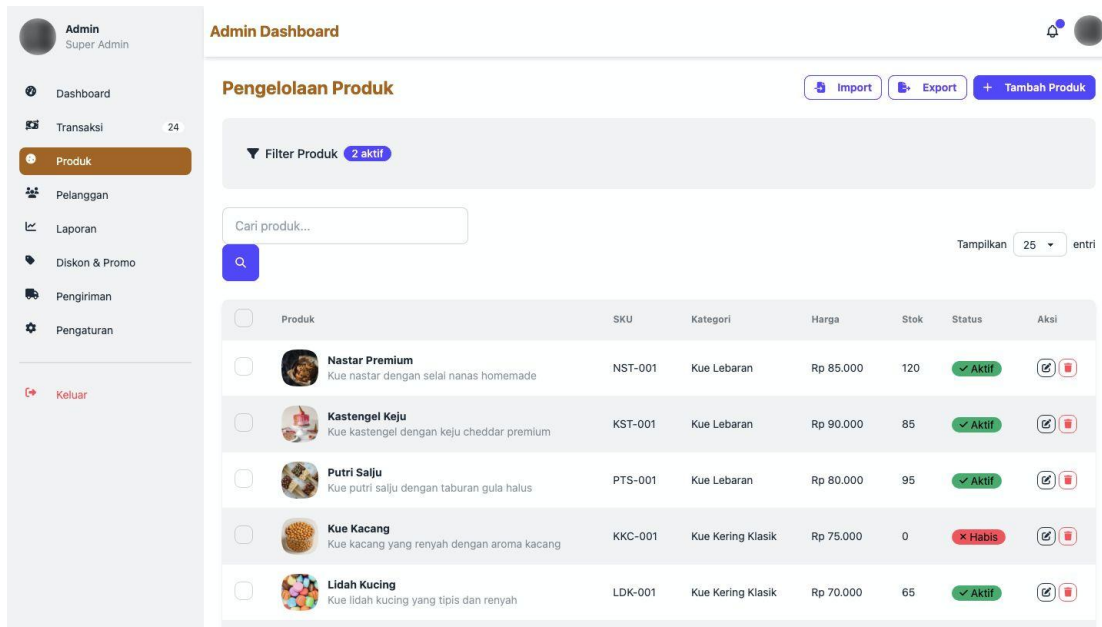 Admin
Super Admin
Admin Dashboard
Dashboard
Transaksi 24
Produk
Pelanggan
Laporan
Diskon & Promo
Pengiriman
Pengaturan
Keluar
Pengelolaan Produk
Import
Export
+ Tambah Produk
Filter Produk 2 aktif
Cari produk...
Tampilkan 25 entri
Produk SKU Kategori Harga Stok Status Aksi
Nastar Premium
Kue nastar dengan selai nanas homemade
NST-001 Kue Lebaran Rp 85.000 120 Aktif
Kastengel Keju
Kue kastengel dengan keju cheddar premium
KST-001 Kue Lebaran Rp 90.000 85 Aktif
Putri Salju
Kue putri salju dengan taburan gula halus
PTS-001 Kue Lebaran Rp 80.000 95 Aktif
Kue Kacang
Kue kacang yang renyah dengan aroma kacang
KKC-001 Kue Kering Klasik Rp 75.000 0 Habis
Lidah Kucing
Kue lidah kucing yang tipis dan renyah
LDK-001 Kue Kering Klasik Rp 70.000 65 Aktif